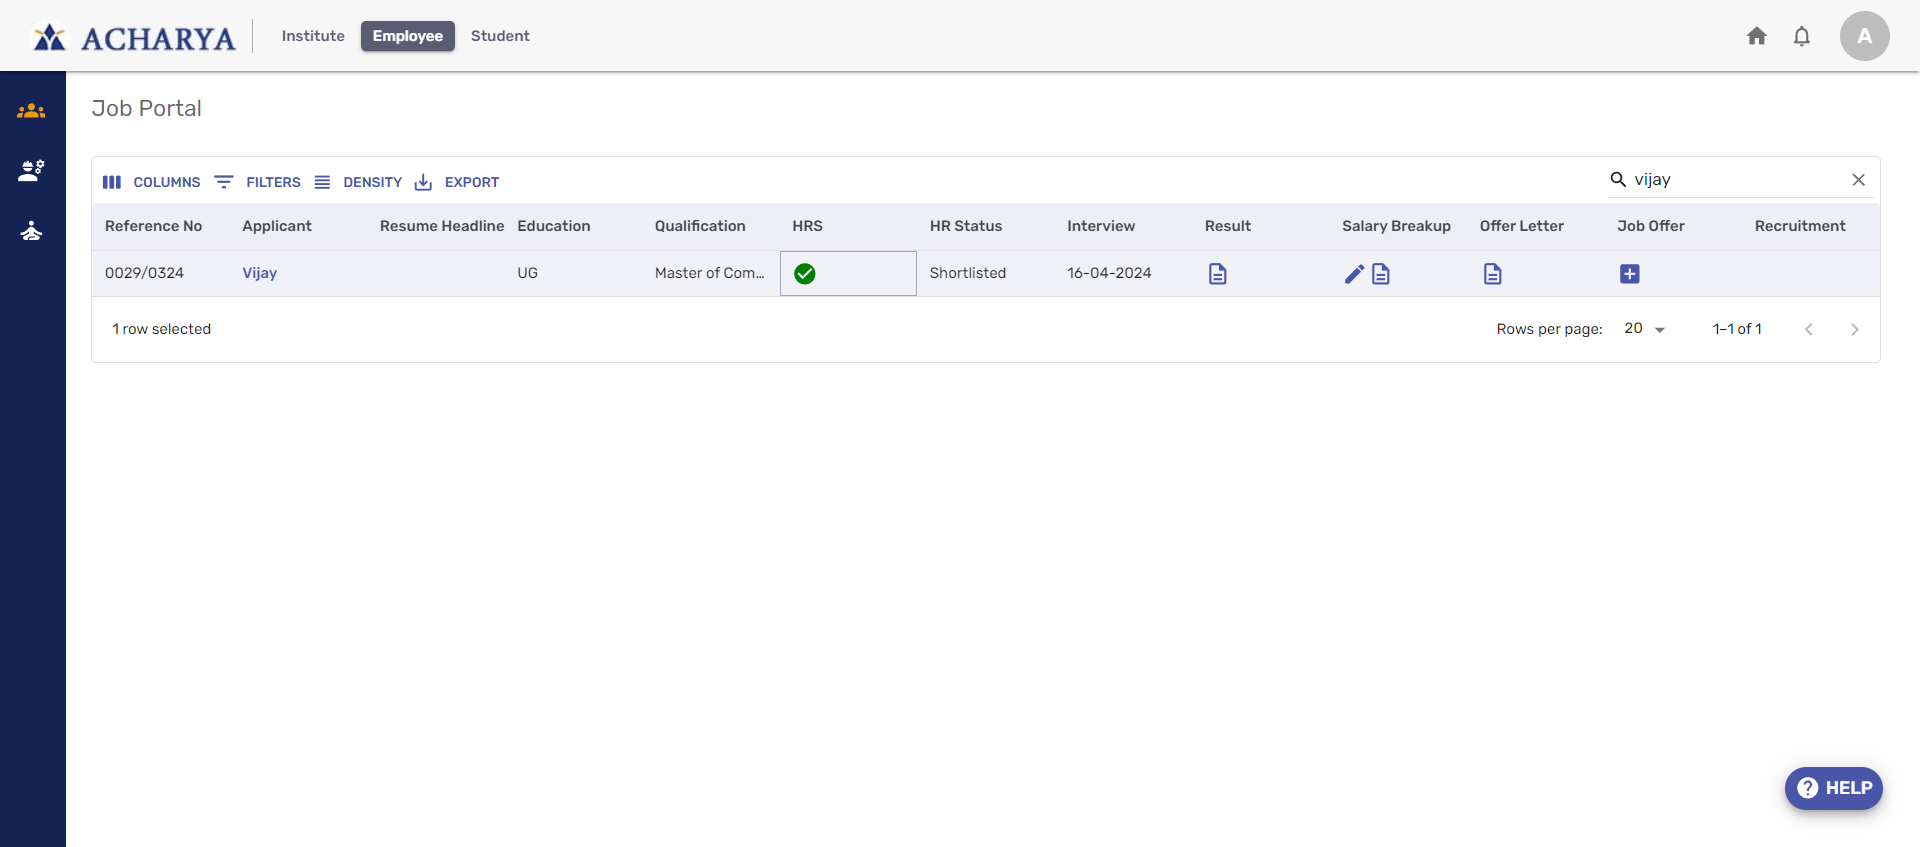 ACHARYA Institute Employee Student A
Job Portal
COLUMNS FILTERS DENSITY EXPORT vijay
Reference No Applicant Resume Headline Education Qualification HRS HR Status Interview Result Salary Breakup Offer Letter Job Offer Recruitment
0029/0324 Vijay UG Master of Com... Shortlisted 16-04-2024
1 row selected Rows per page: 20 1–1 of 1
HELP